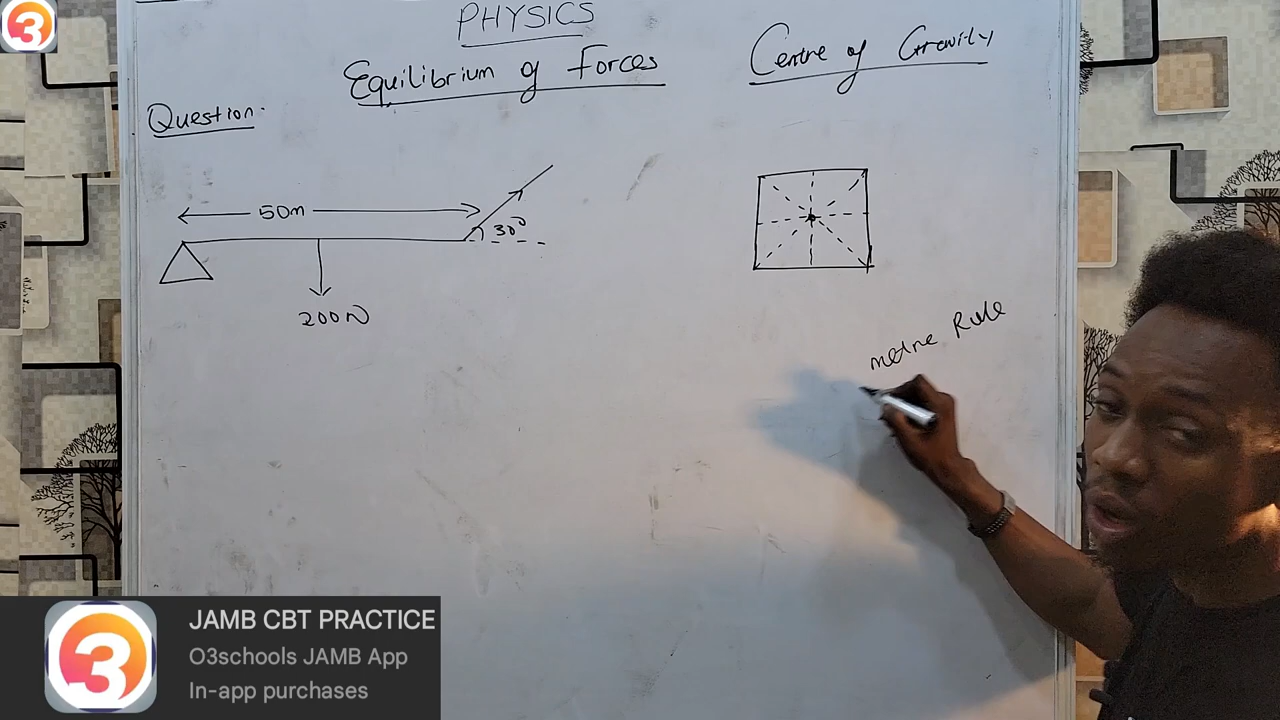 PHYSICS
Equilibrium of Forces
Centre of Gravity
Question.
50m
30°
200N
metre Rule
3
JAMB CBT PRACTICE
O3schools JAMB App
In-app purchases